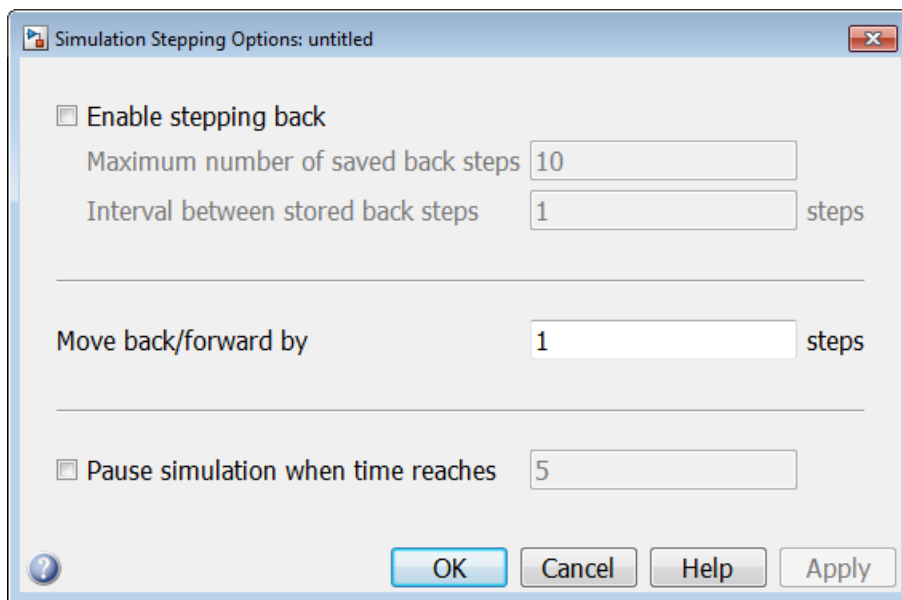 Simulation Stepping Options: untitled
Enable stepping back
Maximum number of saved back steps 10
Interval between stored back steps 1 steps
Move back/forward by 1 steps
Pause simulation when time reaches 5
? OK Cancel Help Apply